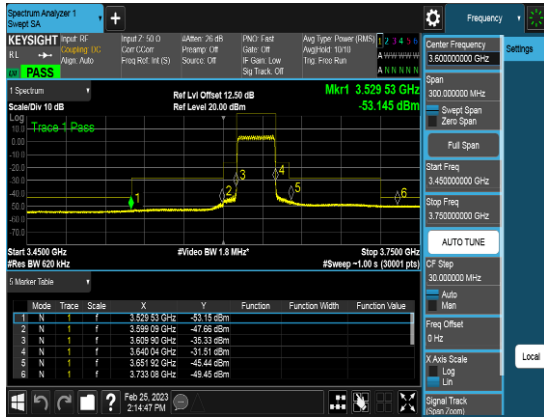 Spectrum Analyzer 1
Swept SA
Frequency
KEYSIGHT
RL
PASS
Input: RF
Coupling: DC
Align: Auto
Input Z: 50 Ω
Corr CCorr
Freq Ref: Int (S)
#Atten: 26 dB
Preamp: Off
Source: Off
PNO: Fast
Gate: Off
IF Gain: Low
Sig Track: Off
Avg Type: Power (RMS)
Avg|Hold: 10/10
Trig: Free Run
1 2 3 4 5 6
A W W W W W
A N N N N N
1 Spectrum
Scale/Div 10 dB
Ref Lvl Offset 12.50 dB
Ref Level 20.00 dBm
Mkr1 3.529 53 GHz
-53.145 dBm
Log
Trace 1 Pass
10.0
0.00
-10.0
-20.0
-30.0
-40.0
-50.0
-60.0
-70.0
1
2
3
4
5
6
Start 3.4500 GHz
#Res BW 620 kHz
#Video BW 1.8 MHz*
Stop 3.7500 GHz
#Sweep ~1.00 s (30001 pts)
5 Marker Table
Mode Trace Scale X Y Function Function Width Function Value
1 N 1 f 3.529 53 GHz -53.15 dBm
2 N 1 f 3.599 09 GHz -47.66 dBm
3 N 1 f 3.609 90 GHz -35.33 dBm
4 N 1 f 3.640 04 GHz -31.51 dBm
5 N 1 f 3.651 92 GHz -45.44 dBm
6 N 1 f 3.733 08 GHz -49.45 dBm
?
Feb 25, 2023
2:14:47 PM
Center Frequency
3.600000000 GHz
Settings
Span
300.000000 MHz
Swept Span
Zero Span
Full Span
Start Freq
3.450000000 GHz
Stop Freq
3.750000000 GHz
AUTO TUNE
CF Step
30.000000 MHz
Auto
Man
Freq Offset
0 Hz
X Axis Scale
Log
Lin
Local
Signal Track
(Span Zoom)